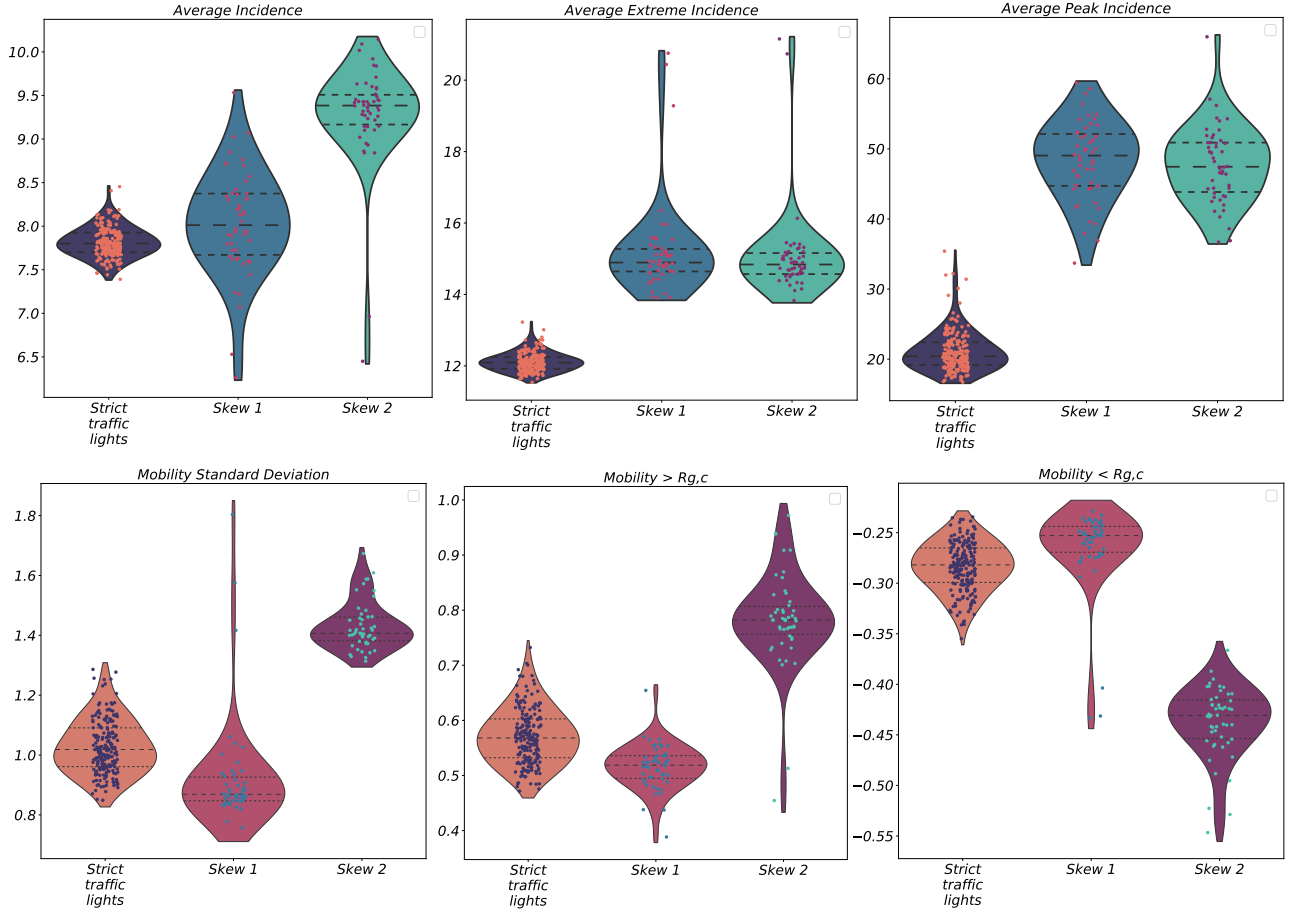 Average Incidence
Average Extreme Incidence
Average Peak Incidence
10.0
9.5
9.0
8.5
8.0
7.5
7.0
6.5
Strict
traffic
lights
Skew 1
Skew 2
20
18
16
14
12
Strict
traffic
lights
Skew 1
Skew 2
60
50
40
30
20
Strict
traffic
lights
Skew 1
Skew 2
Mobility Standard Deviation
Mobility > Rg,c
Mobility < Rg,c
1.8
1.6
1.4
1.2
1.0
0.8
Strict
traffic
lights
Skew 1
Skew 2
1.0
0.9
0.8
0.7
0.6
0.5
0.4
Strict
traffic
lights
Skew 1
Skew 2
−0.25
−0.30
−0.35
−0.40
−0.45
−0.50
−0.55
Strict
traffic
lights
Skew 1
Skew 2